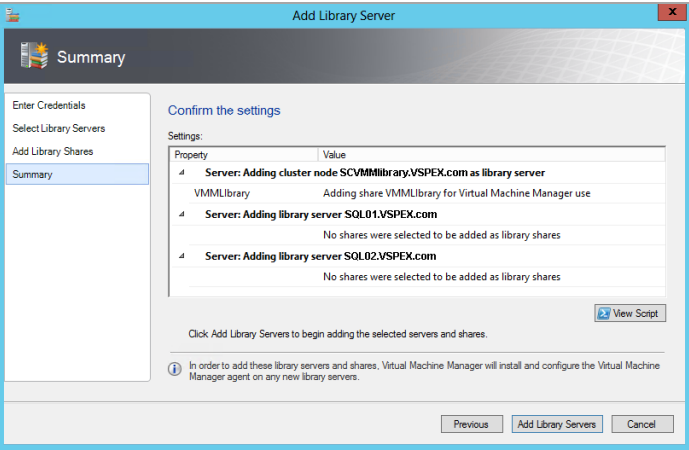 Add Library Server
x
Summary
Enter Credentials
Select Library Servers
Add Library Shares
Summary
Confirm the settings
Settings:
Property Value
Server: Adding cluster node SCVMMlibrary.VSPEX.com as library server
VMMLIbrary Adding share VMMLIbrary for Virtual Machine Manager use
Server: Adding library server SQL01.VSPEX.com
No shares were selected to be added as library shares
Server: Adding library server SQL02.VSPEX.com
No shares were selected to be added as library shares
View Script
Click Add Library Servers to begin adding the selected servers and shares.
In order to add these library servers and shares, Virtual Machine Manager will install and configure the Virtual Machine
Manager agent on any new library servers.
Previous Add Library Servers Cancel